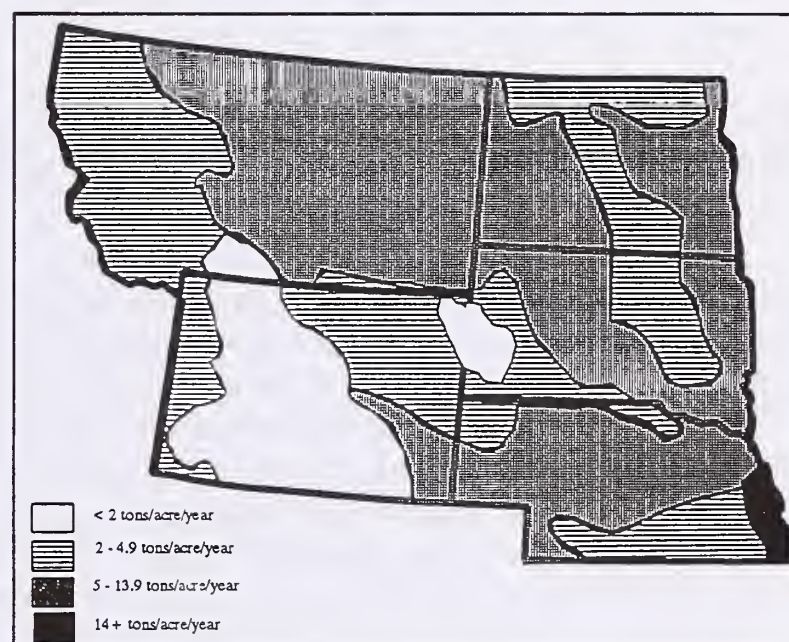 < 2 tons/acre/year
2 - 4.9 tons/acre/year
5 - 13.9 tons/acre/year
14 + tons/acre/year